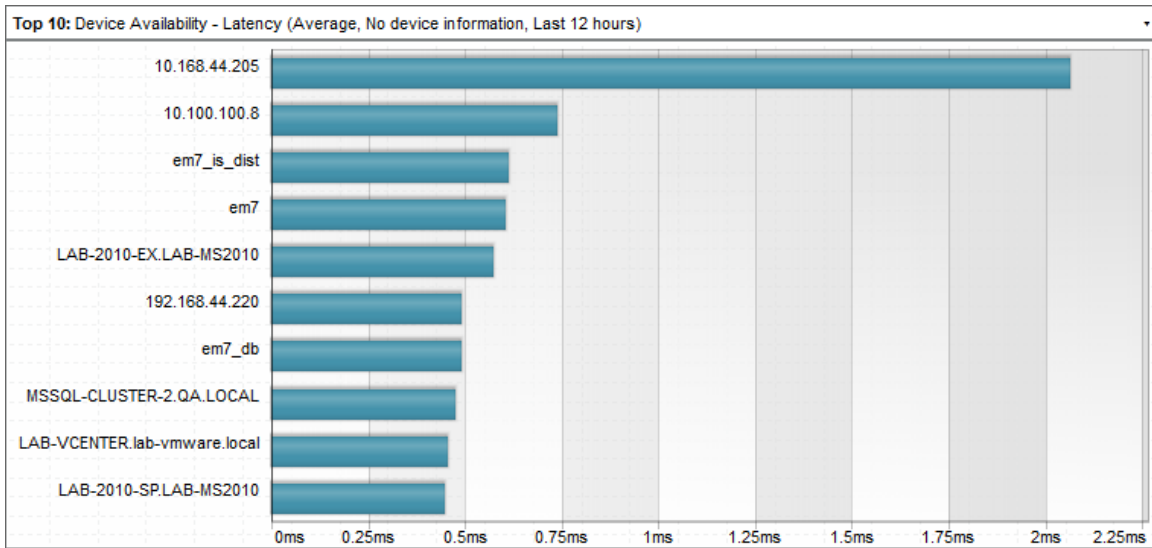 Top 10: Device Availability - Latency (Average, No device information, Last 12 hours)
10.168.44.205
10.100.100.8
em7_is_dist
em7
LAB-2010-EX.LAB-MS2010
192.168.44.220
em7_db
MSSQL-CLUSTER-2.QA.LOCAL
LAB-VCENTER.lab-vmware.local
LAB-2010-SP.LAB-MS2010
0ms 0.25ms 0.5ms 0.75ms 1ms 1.25ms 1.5ms 1.75ms 2ms 2.25ms